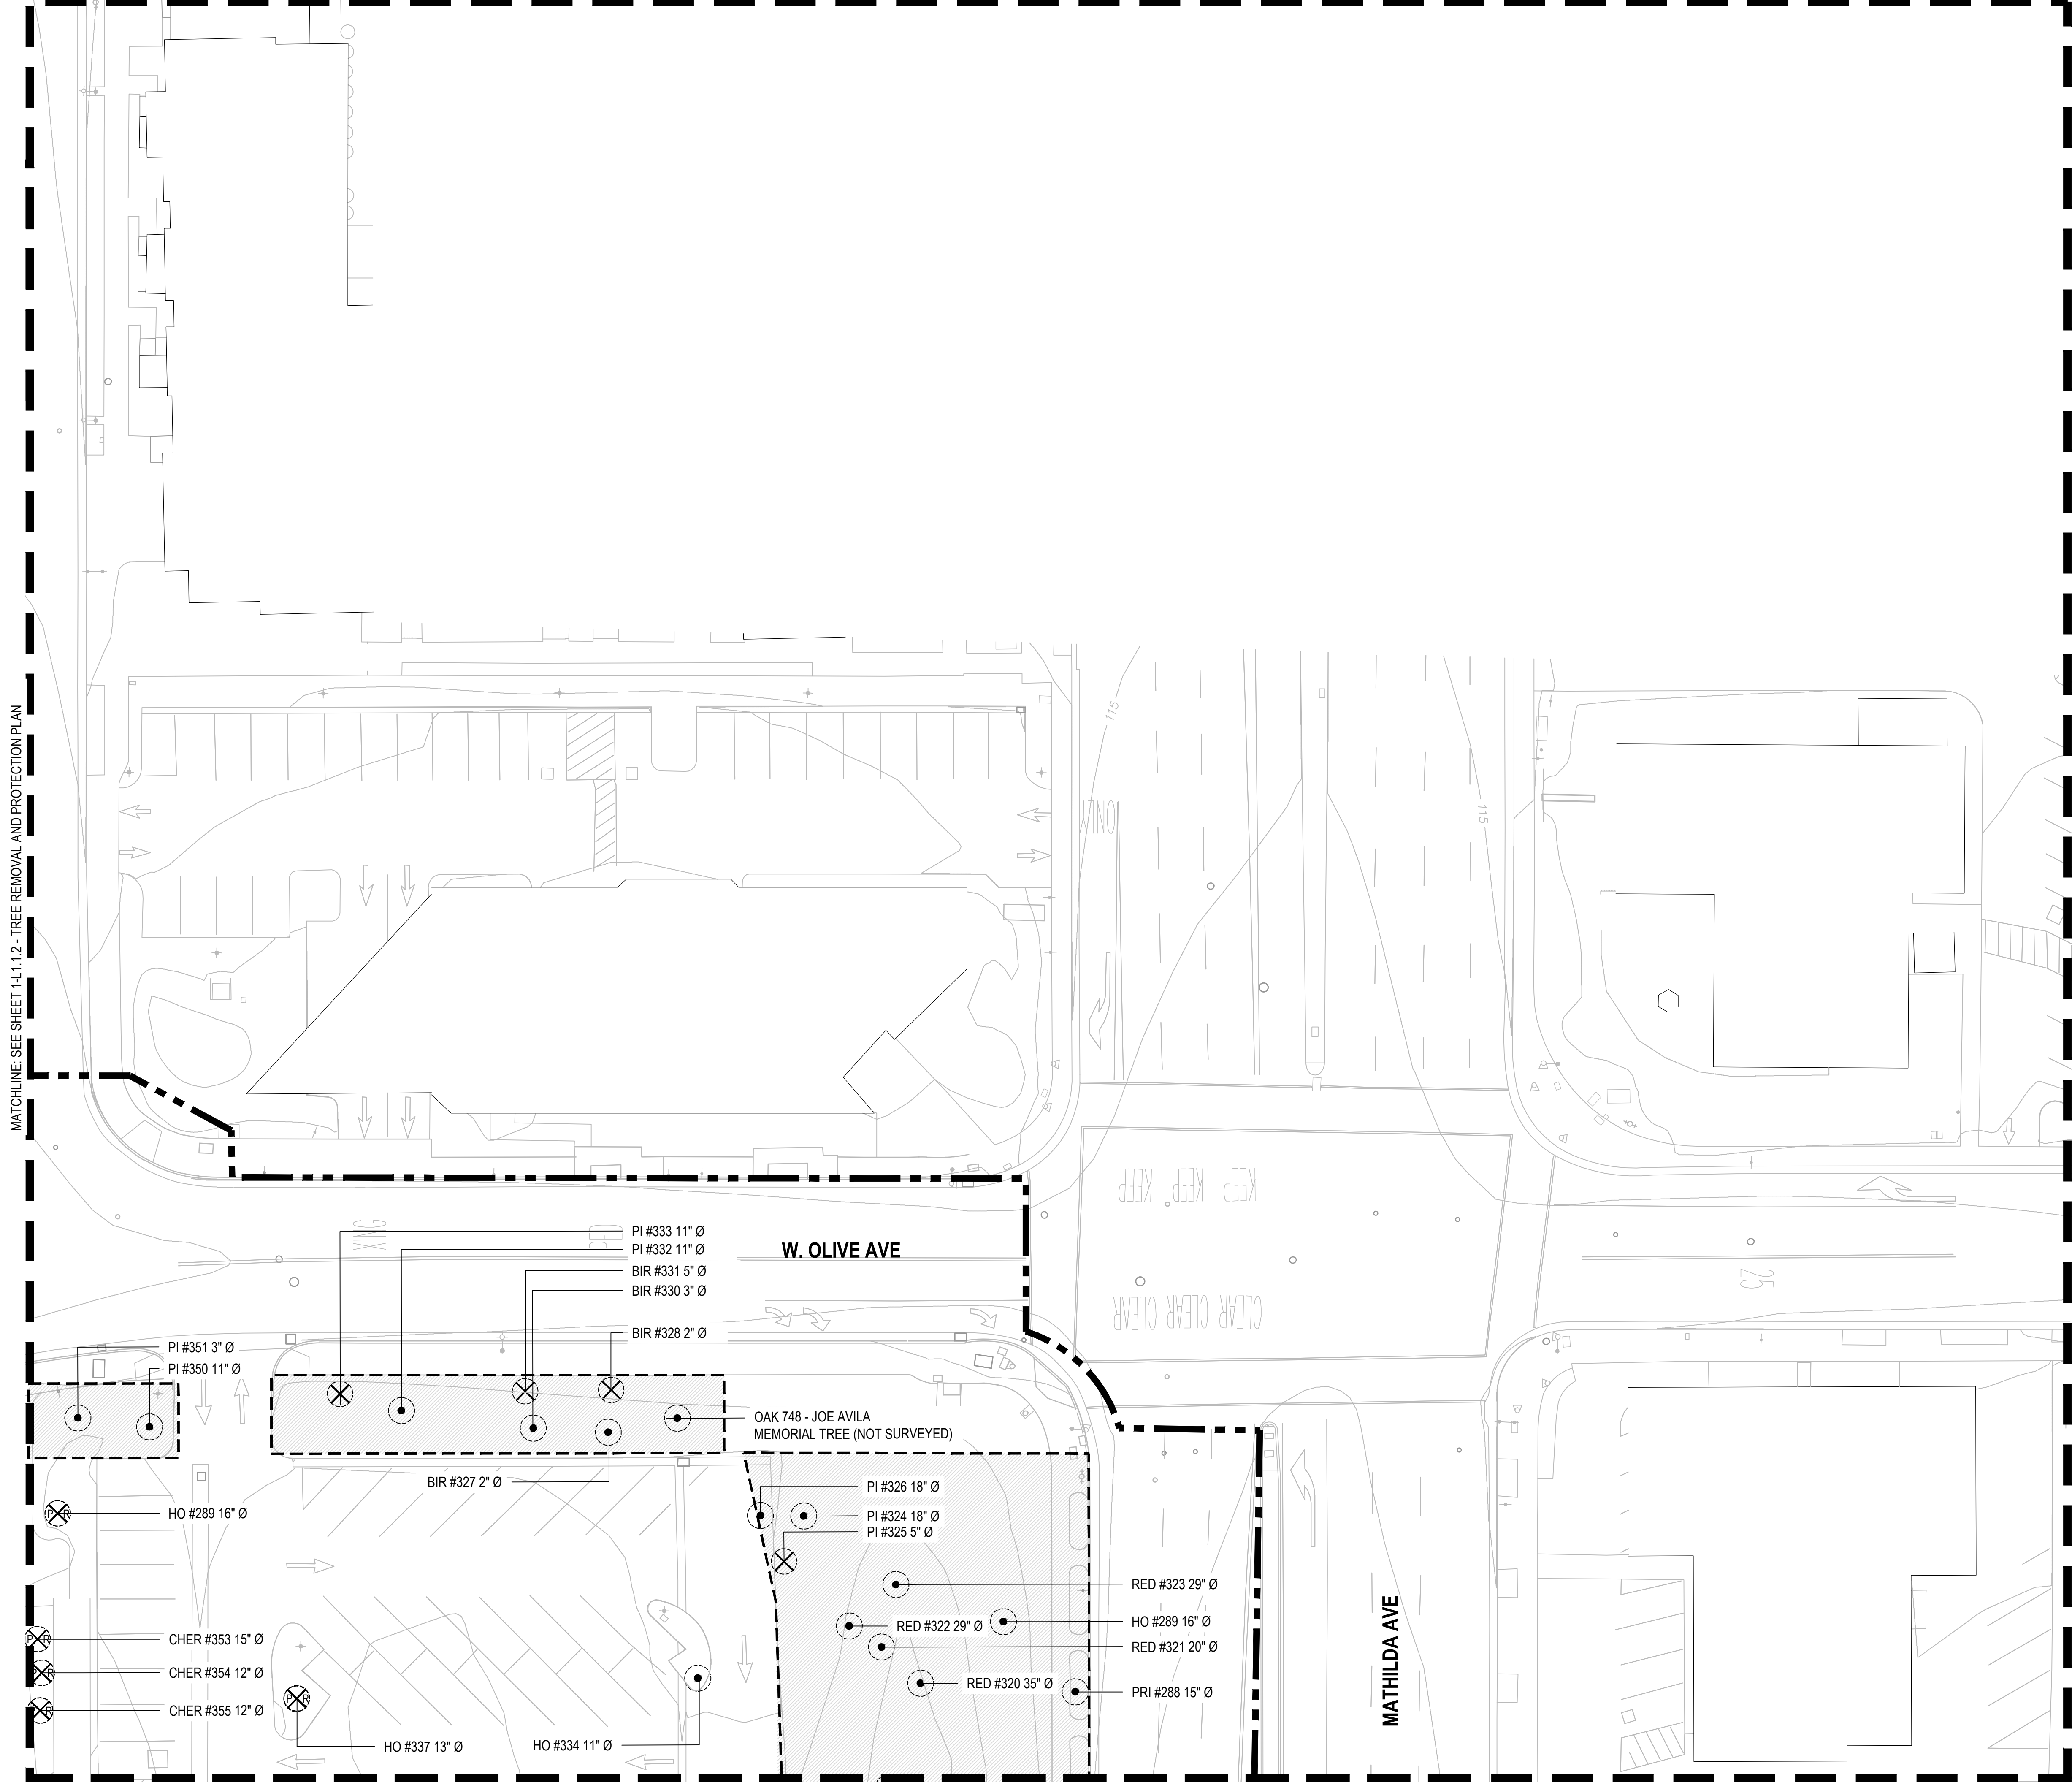 MATCHLINE: SEE SHEET 1-L1.1.2 - TREE REMOVAL AND PROTECTION PLAN
115
115
ONLY
KEEP KEEP KEEP
CLEAR CLEAR CLEAR
25
XING
W. OLIVE AVE
MATHILDA AVE
PI #333 11" Ø
PI #332 11" Ø
BIR #331 5" Ø
BIR #330 3" Ø
BIR #328 2" Ø
PI #351 3" Ø
PI #350 11" Ø
OAK 748 - JOE AVILA
MEMORIAL TREE (NOT SURVEYED)
BIR #327 2" Ø
PI #326 18" Ø
PI #324 18" Ø
PI #325 5" Ø
HO #289 16" Ø
RED #323 29" Ø
HO #289 16" Ø
RED #322 29" Ø
RED #321 20" Ø
CHER #353 15" Ø
CHER #354 12" Ø
CHER #355 12" Ø
RED #320 35" Ø
PRI #288 15" Ø
HO #337 13" Ø
HO #334 11" Ø
P R
P R
P R
R
R